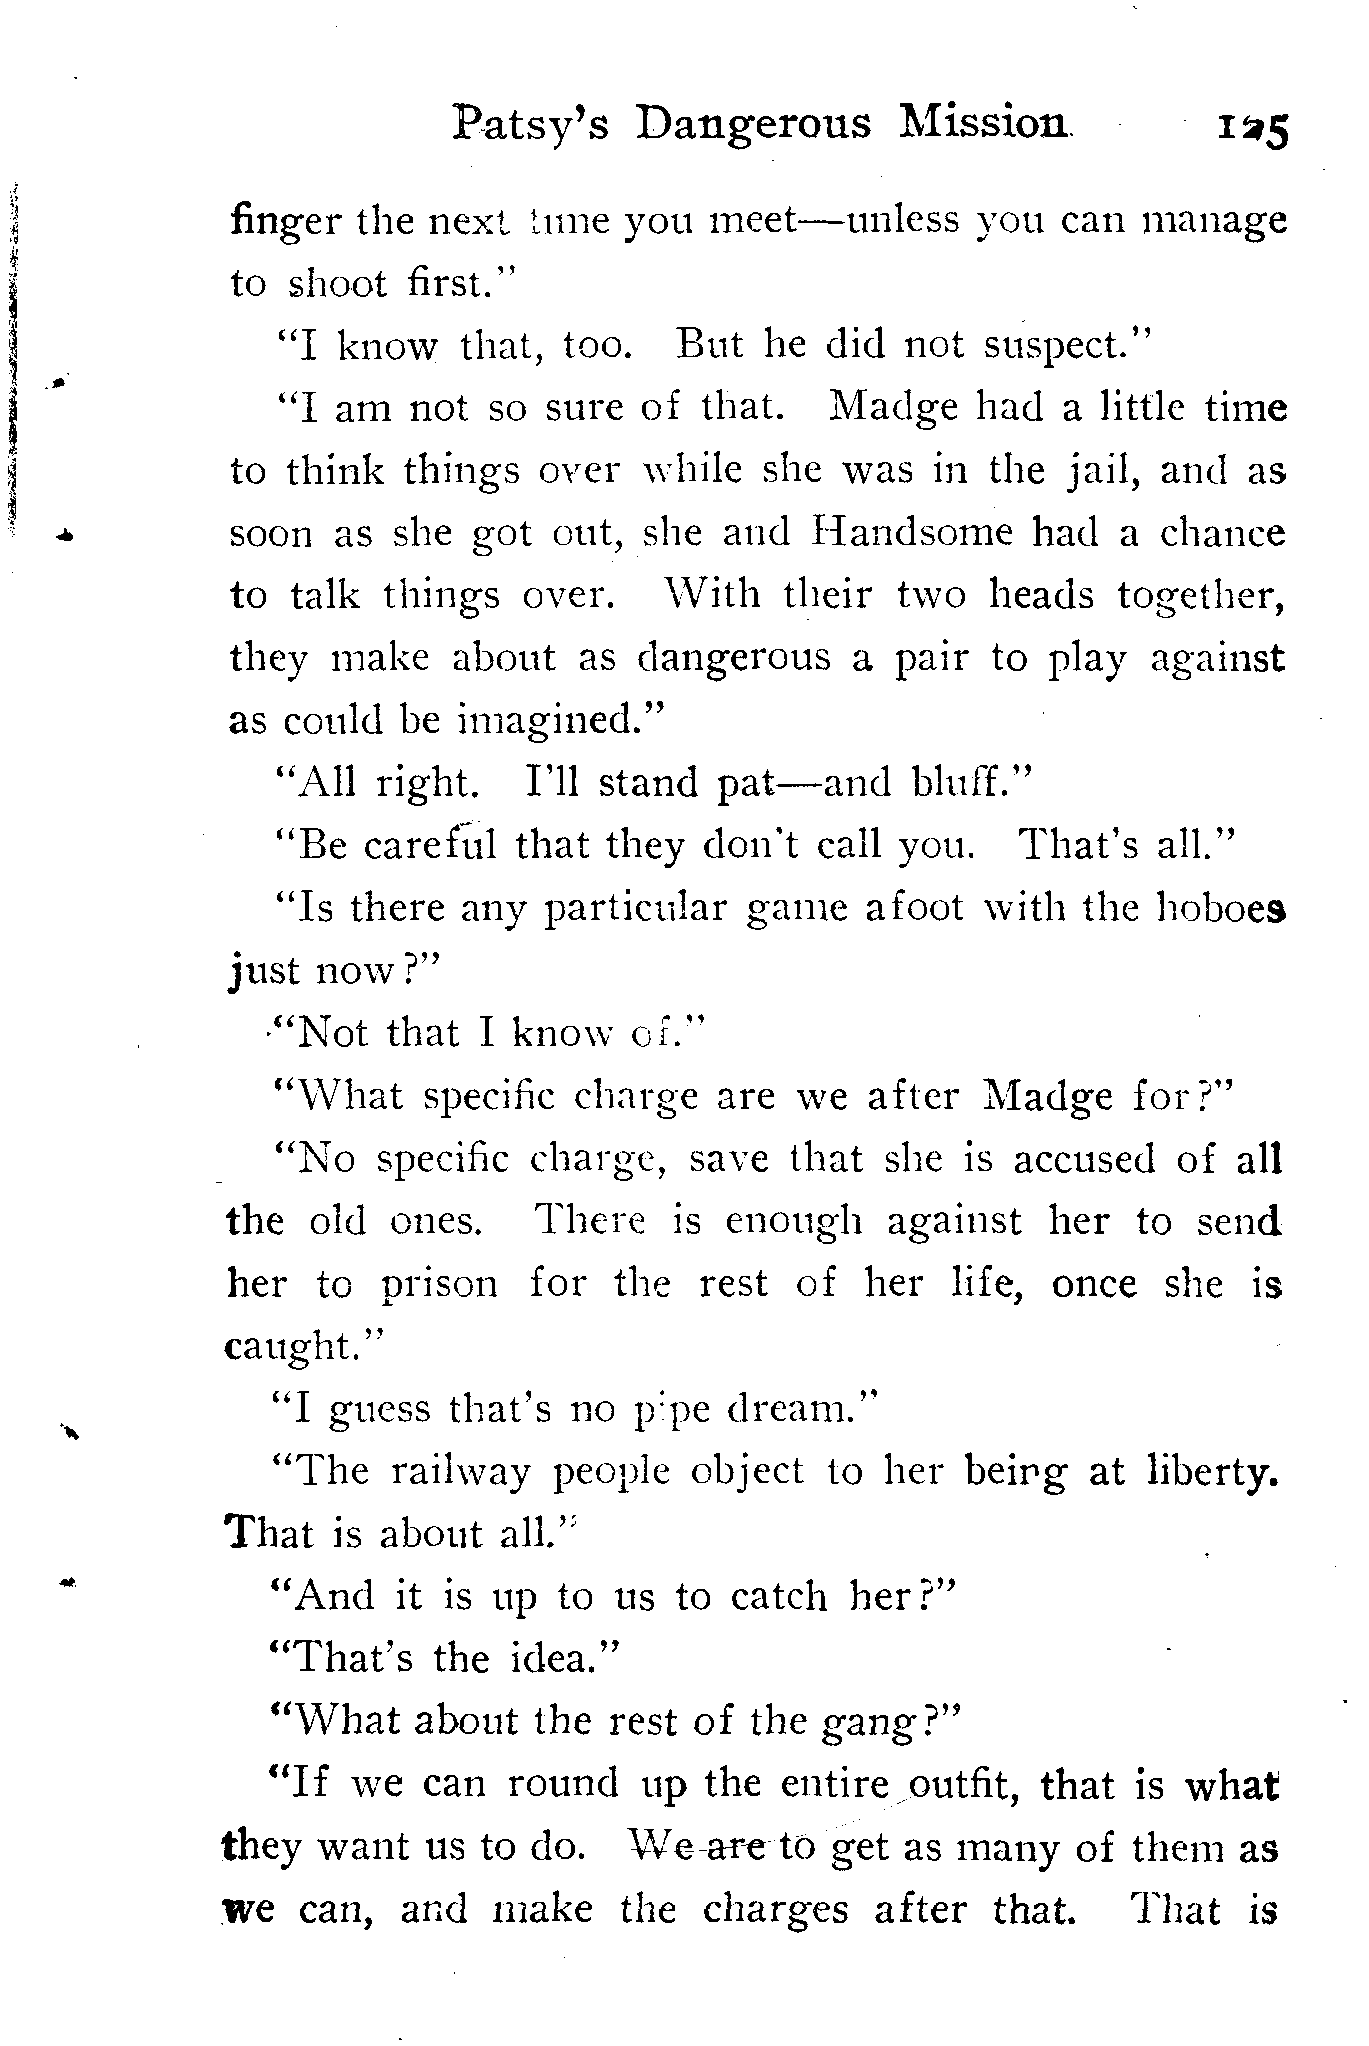 Patsy's Dangerous Mission. 125
finger the next time you meet—unless you can manage
to shoot first."
"I know that, too. But he did not suspect."
"I am not so sure of that. Madge had a little time
to think things over while she was in the jail, and as
soon as she got out, she and Handsome had a chance
to talk things over. With their two heads together,
they make about as dangerous a pair to play against
as could be imagined."
"All right. I'll stand pat—and bluff."
"Be careful that they don't call you. That's all."
"Is there any particular game afoot with the hoboes
just now?"
"Not that I know of."
"What specific charge are we after Madge for?"
"No specific charge, save that she is accused of all
the old ones. There is enough against her to send
her to prison for the rest of her life, once she is
caught."
"I guess that's no pipe dream."
"The railway people object to her being at liberty.
That is about all."
"And it is up to us to catch her?"
"That's the idea."
"What about the rest of the gang?"
"If we can round up the entire outfit, that is what
they want us to do. We are to get as many of them as
we can, and make the charges after that. That is